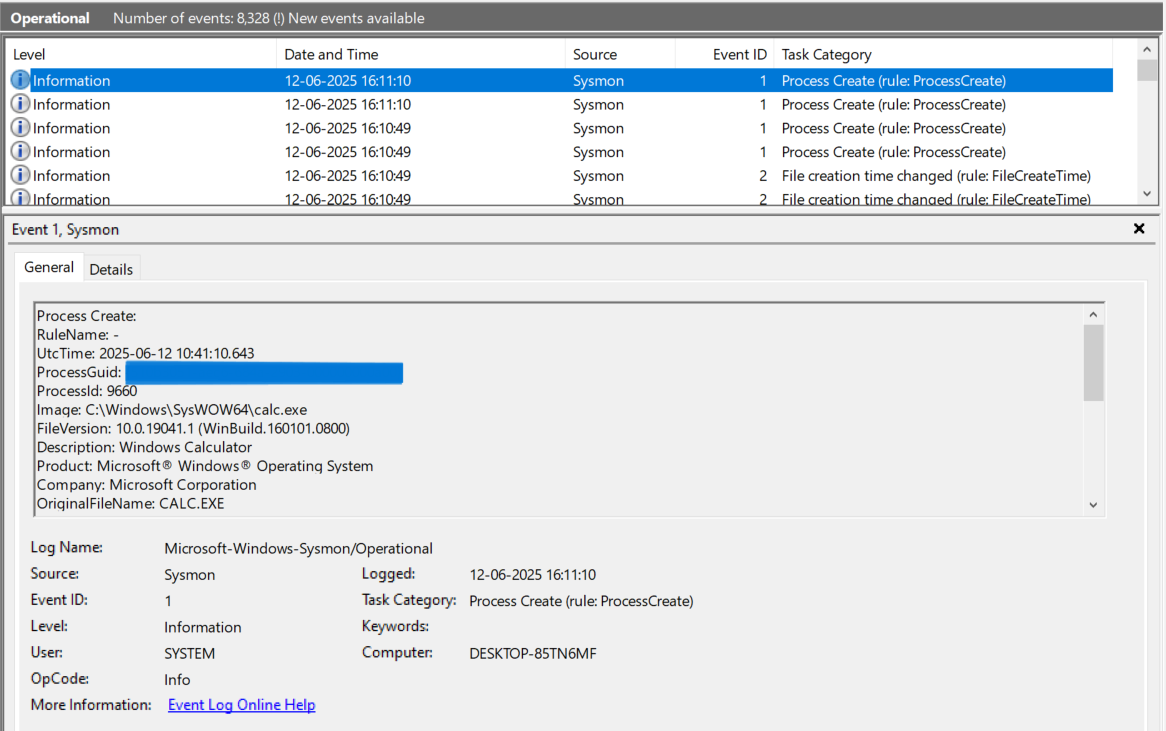 Operational Number of events: 8,328 (!) New events available
Level Date and Time Source Event ID Task Category
Information 12-06-2025 16:11:10 Sysmon 1 Process Create (rule: ProcessCreate)
Information 12-06-2025 16:11:10 Sysmon 1 Process Create (rule: ProcessCreate)
Information 12-06-2025 16:10:49 Sysmon 1 Process Create (rule: ProcessCreate)
Information 12-06-2025 16:10:49 Sysmon 1 Process Create (rule: ProcessCreate)
Information 12-06-2025 16:10:49 Sysmon 2 File creation time changed (rule: FileCreateTime)
Information 12-06-2025 16:10:49 Sysmon 2 File creation time changed (rule: FileCreateTime)
Event 1, Sysmon
General Details
Process Create:
RuleName: -
UtcTime: 2025-06-12 10:41:10.643
ProcessGuid:
ProcessId: 9660
Image: C:\Windows\SysWOW64\calc.exe
FileVersion: 10.0.19041.1 (WinBuild.160101.0800)
Description: Windows Calculator
Product: Microsoft® Windows® Operating System
Company: Microsoft Corporation
OriginalFileName: CALC.EXE
Log Name: Microsoft-Windows-Sysmon/Operational
Source: Sysmon Logged: 12-06-2025 16:11:10
Event ID: 1 Task Category: Process Create (rule: ProcessCreate)
Level: Information Keywords:
User: SYSTEM Computer: DESKTOP-85TN6MF
OpCode: Info
More Information: Event Log Online Help